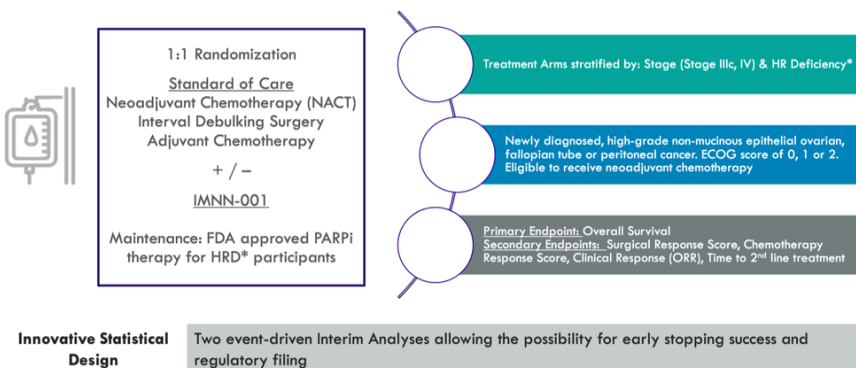 1:1 Randomization
Standard of Care
Neoadjuvant Chemotherapy (NACT)
Interval Debulking Surgery
Adjuvant Chemotherapy
+ / –
IMNN-001
Maintenance: FDA approved PARPi
therapy for HRD* participants
Treatment Arms stratified by: Stage (Stage IIIc, IV) & HR Deficiency*
Newly diagnosed, high-grade non-mucinous epithelial ovarian,
fallopian tube or peritoneal cancer. ECOG score of 0, 1 or 2.
Eligible to receive neoadjuvant chemotherapy
Primary Endpoint: Overall Survival
Secondary Endpoints: Surgical Response Score, Chemotherapy
Response Score, Clinical Response (ORR), Time to 2nd line treatment
Innovative Statistical
Design
Two event-driven Interim Analyses allowing the possibility for early stopping success and
regulatory filing